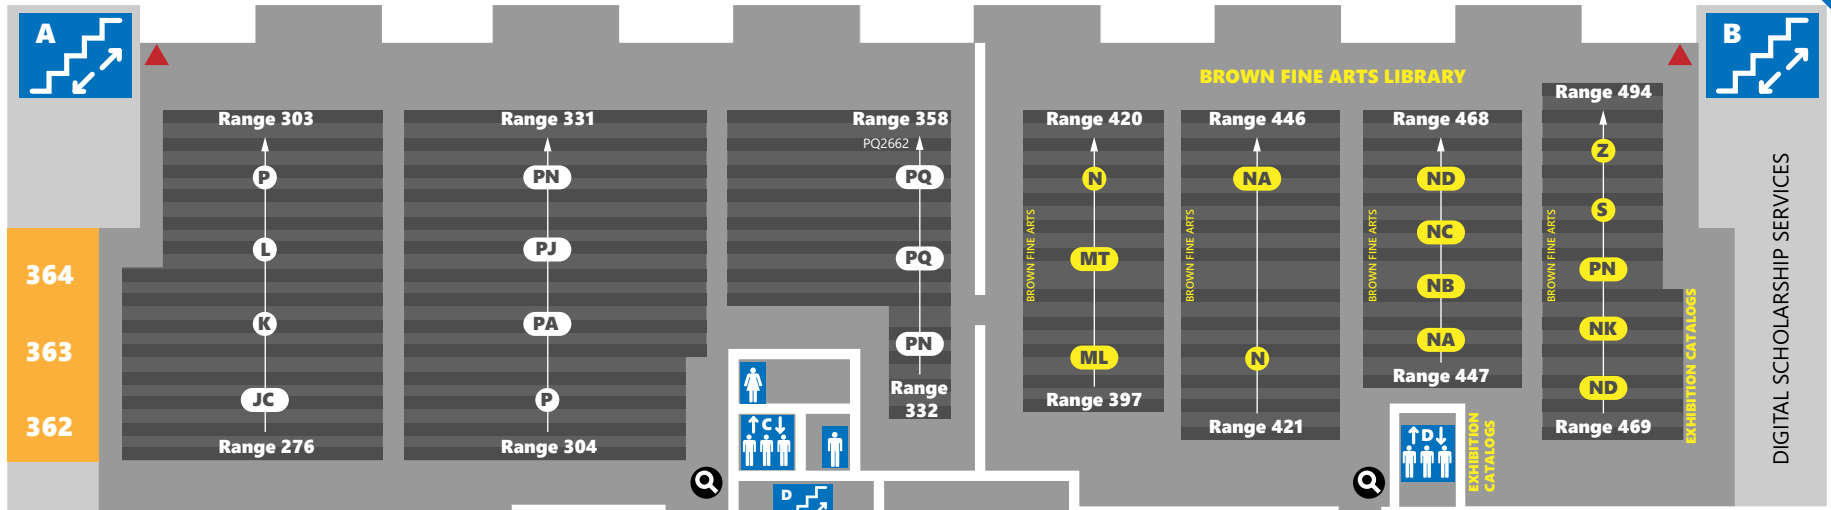 A
B
BROWN FINE ARTS LIBRARY
Range 303
P
L
K
JC
Range 276
Range 331
PN
PJ
PA
P
Range 304
Range 358
PQ2662
PQ
PQ
PN
Range
332
Range 420
N
MT
ML
Range 397
BROWN FINE ARTS
Range 446
NA
N
Range 421
BROWN FINE ARTS
Range 468
ND
NC
NB
NA
Range 447
BROWN FINE ARTS
Range 494
Z
S
PN
NK
ND
Range 469
BROWN FINE ARTS
EXHIBITION CATALOGS
DIGITAL SCHOLARSHIP SERVICES
364
363
362
C
D
D
EXHIBITION
CATALOGS